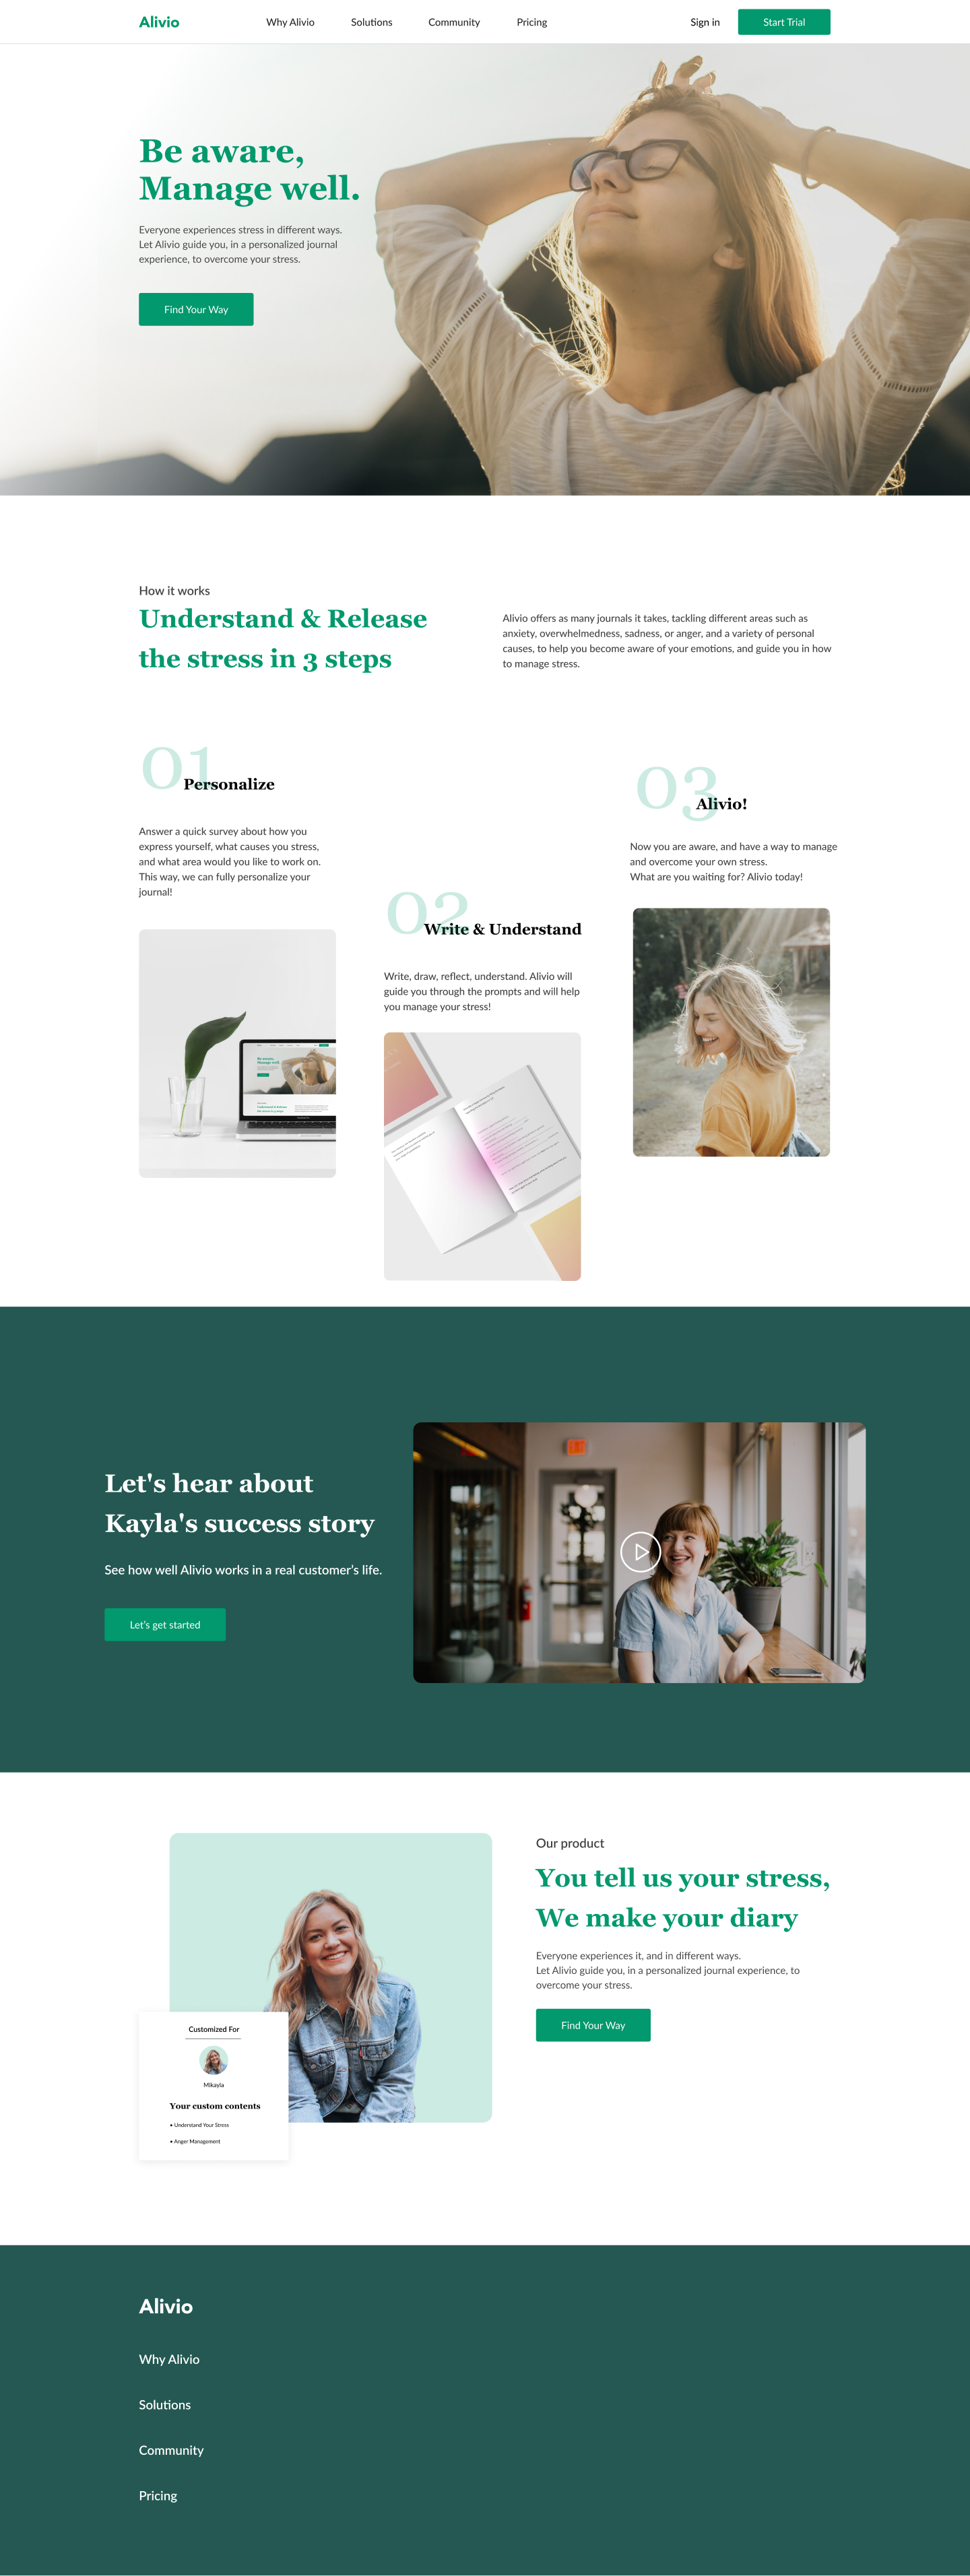 Alivio
Why Alivio
Solutions
Community
Pricing
Sign in
Start Trial
Be aware,
Manage well.
Everyone experiences stress in different ways.
Let Alivio guide you, in a personalized journal
experience, to overcome your stress.
Find Your Way
How it works
Understand & Release
the stress in 3 steps
Alivio offers as many journals it takes, tackling different areas such as
anxiety, overwhelmedness, sadness, or anger, and a variety of personal
causes, to help you become aware of your emotions, and guide you in how
to manage stress.
01
Personalize
Answer a quick survey about how you
express yourself, what causes you stress,
and what area would you like to work on.
This way, we can fully personalize your
journal!
Be aware,
Manage well.
Understand & Release
the stress in 3 steps
02
Write & Understand
Write, draw, reflect, understand. Alivio will
guide you through the prompts and will help
you manage your stress!
03
Alivio!
Now you are aware, and have a way to manage
and overcome your own stress.
What are you waiting for? Alivio today!
Let's hear about
Kayla's success story
See how well Alivio works in a real customer's life.
Let's get started
Our product
You tell us your stress,
We make your diary
Everyone experiences it, and in different ways.
Let Alivio guide you, in a personalized journal experience, to
overcome your stress.
Find Your Way
Customized For
Mikayla
Your custom contents
• Understand Your Stress
• Anger Management
Alivio
Why Alivio
Solutions
Community
Pricing